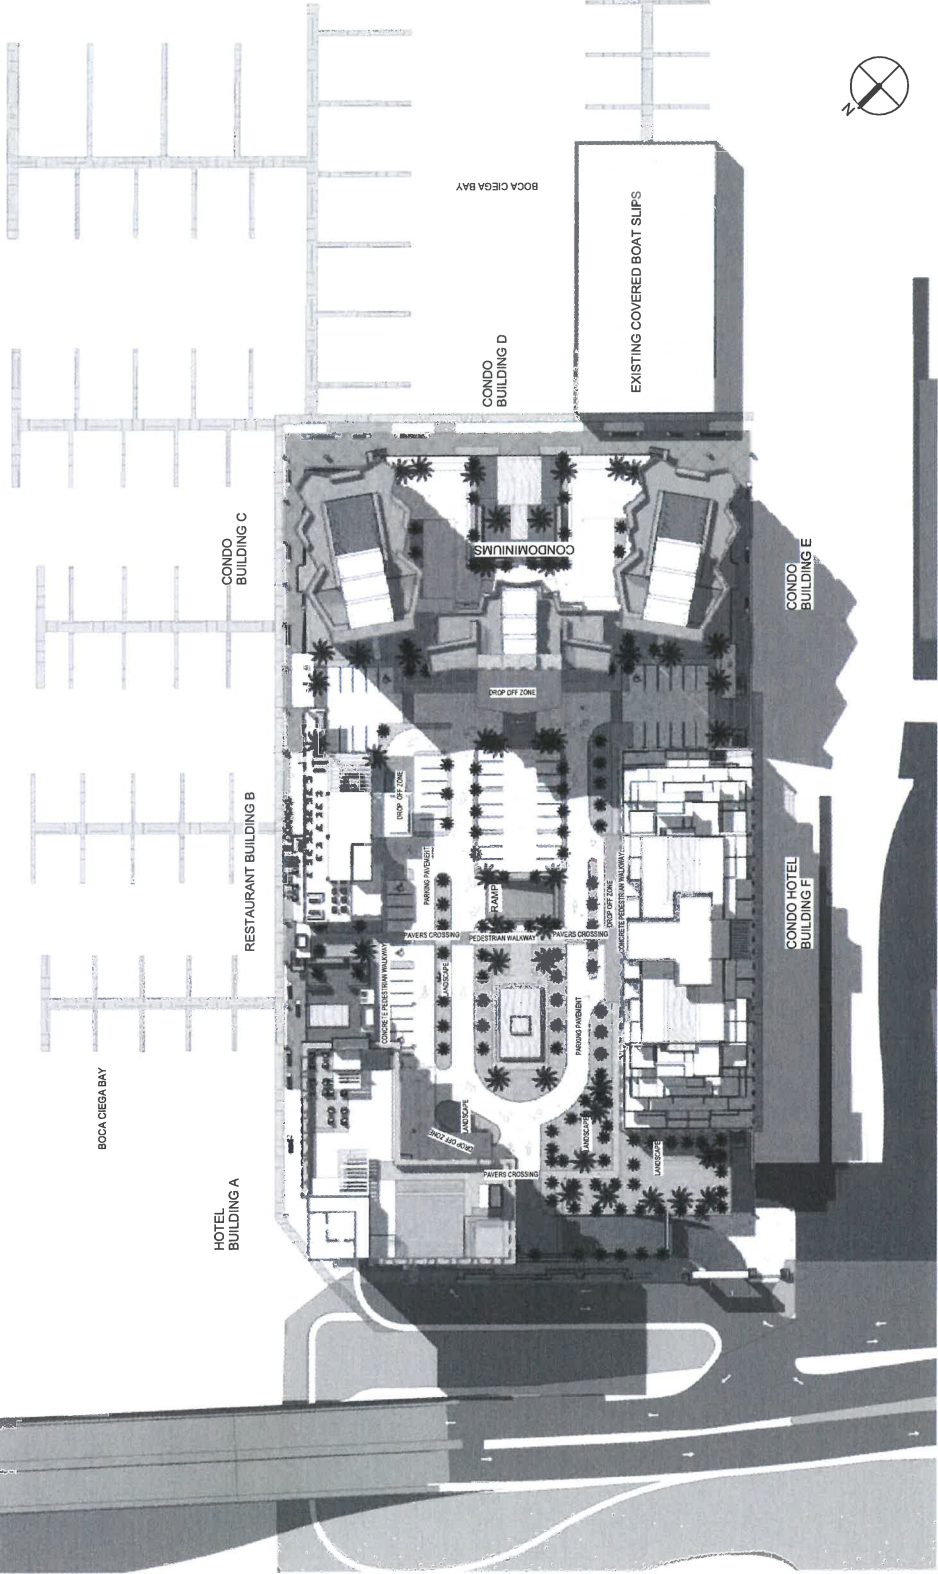 N
BOCA CIEGA BAY
EXISTING COVERED BOAT SLIPS
CONDO
BUILDING D
CONDO
BUILDING C
CONDOMINIUMS
CONDO
BUILDING E
DROP OFF ZONE
DROP OFF ZONE
RESTAURANT BUILDING B
PARKING PAVEMENT
RAMP
DROP OFF ZONE
CONCRETE PEDESTRIAN WALKWAY
CONDO HOTEL
BUILDING F
PAVERS CROSSING
PEDESTRIAN WALKWAY
PAVERS CROSSING
CONCRETE PEDESTRIAN WALKWAY
LANDSCAPE
PARKING PAVEMENT
BOCA CIEGA BAY
LANDSCAPE
DROP OFF ZONE
LANDSCAPE
LANDSCAPE
PAVERS CROSSING
HOTEL
BUILDING A